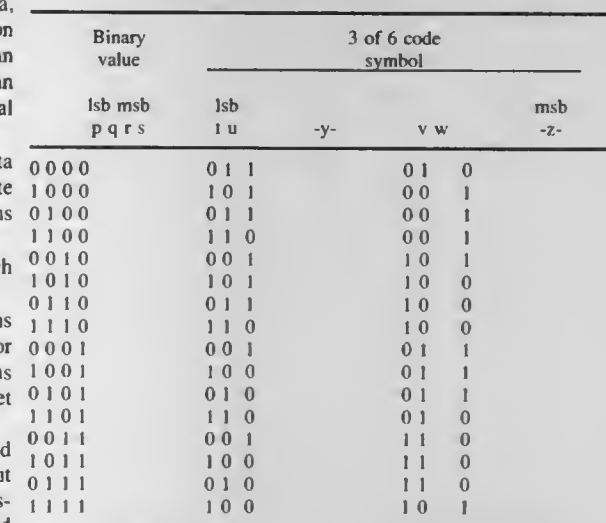 Binary 3 of 6 code
value symbol
lsb msb lsb msb
p q r s t u -y- v w -z-
0 0 0 0 0 1 1 0 1 0
1 0 0 0 1 0 1 0 0 1
0 1 0 0 0 1 1 0 0 1
1 1 0 0 1 1 0 0 0 1
0 0 1 0 0 0 1 1 0 1
1 0 1 0 1 0 1 1 0 0
0 1 1 0 0 1 1 1 0 0
1 1 1 0 1 1 0 1 0 0
0 0 0 1 0 0 1 0 1 1
1 0 0 1 1 0 0 0 1 1
0 1 0 1 0 1 0 0 1 1
1 1 0 1 1 1 0 0 1 0
0 0 1 1 0 0 1 1 1 0
1 0 1 1 1 0 0 1 1 0
0 1 1 1 0 1 0 1 1 0
1 1 1 1 1 0 0 1 0 1